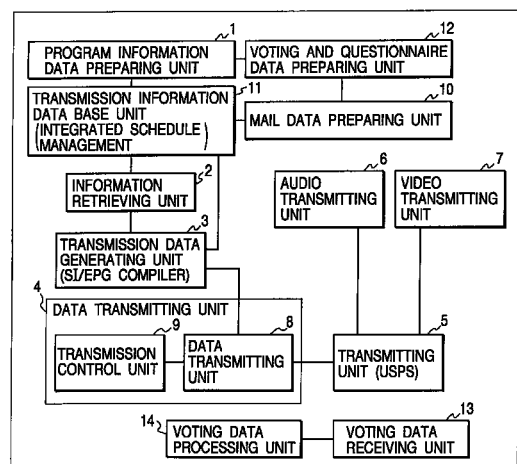 1
12
PROGRAM INFORMATION
DATA PREPARING UNIT
VOTING AND QUESTIONNAIRE
DATA PREPARING UNIT
11
10
TRANSMISSION INFORMATION
DATA BASE UNIT
(INTEGRATED SCHEDULE
MANAGEMENT )
MAIL DATA PREPARING UNIT
2
6
7
INFORMATION
RETRIEVING UNIT
AUDIO
TRANSMITTING
UNIT
VIDEO
TRANSMITTING
UNIT
3
TRANSMISSION DATA
GENERATING UNIT
(SI/EPG COMPILER)
4
DATA TRANSMITTING UNIT
9
8
5
TRANSMISSION
CONTROL UNIT
DATA
TRANSMITTING
UNIT
TRANSMITTING
UNIT (USPS)
14
13
VOTING DATA
PROCESSING UNIT
VOTING DATA
RECEIVING UNIT